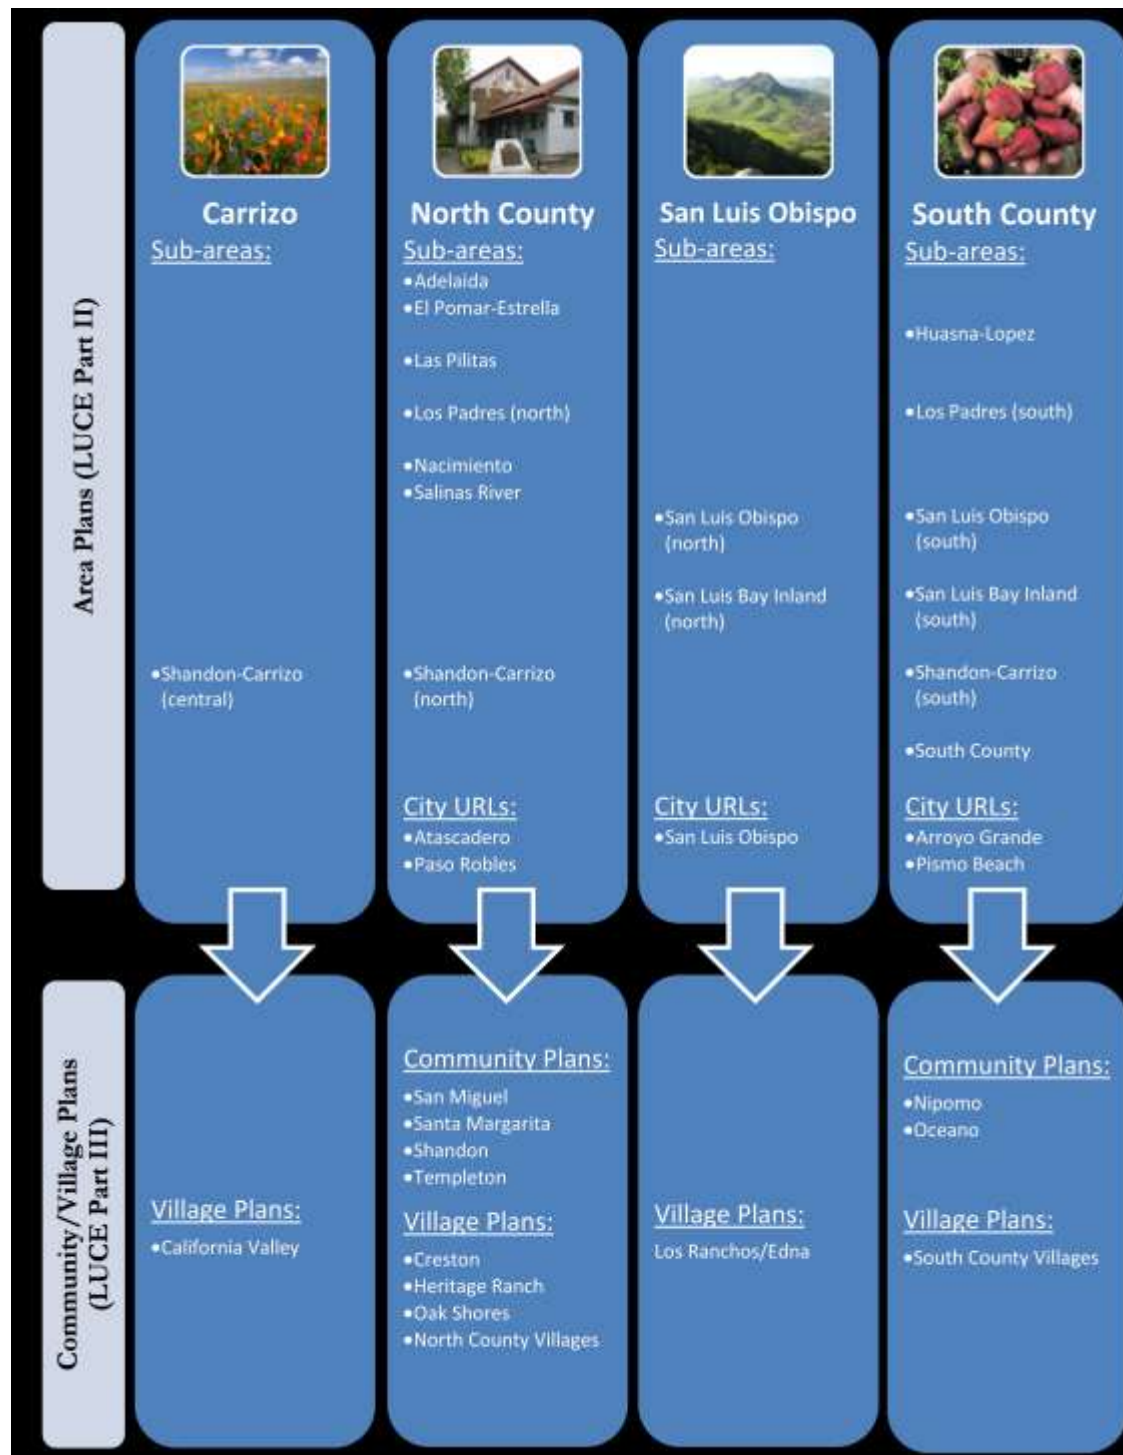 Area Plans (LUCE Part II)
Carrizo
Sub-areas:
•Shandon-Carrizo
(central)
North County
Sub-areas:
•Adelaida
•El Pomar-Estrella
•Las Pilitas
•Los Padres (north)
•Nacimiento
•Salinas River
•Shandon-Carrizo
(north)
City URLs:
•Atascadero
•Paso Robles
San Luis Obispo
Sub-areas:
•San Luis Obispo
(north)
•San Luis Bay Inland
(north)
City URLs:
•San Luis Obispo
South County
Sub-areas:
•Huasna-Lopez
•Los Padres (south)
•San Luis Obispo
(south)
•San Luis Bay Inland
(south)
•Shandon-Carrizo
(south)
•South County
City URLs:
•Arroyo Grande
•Pismo Beach
Community/Village Plans
(LUCE Part III)
Village Plans:
•California Valley
Community Plans:
•San Miguel
•Santa Margarita
•Shandon
•Templeton
Village Plans:
•Creston
•Heritage Ranch
•Oak Shores
•North County Villages
Village Plans:
Los Ranchos/Edna
Community Plans:
•Nipomo
•Oceano
Village Plans:
•South County Villages